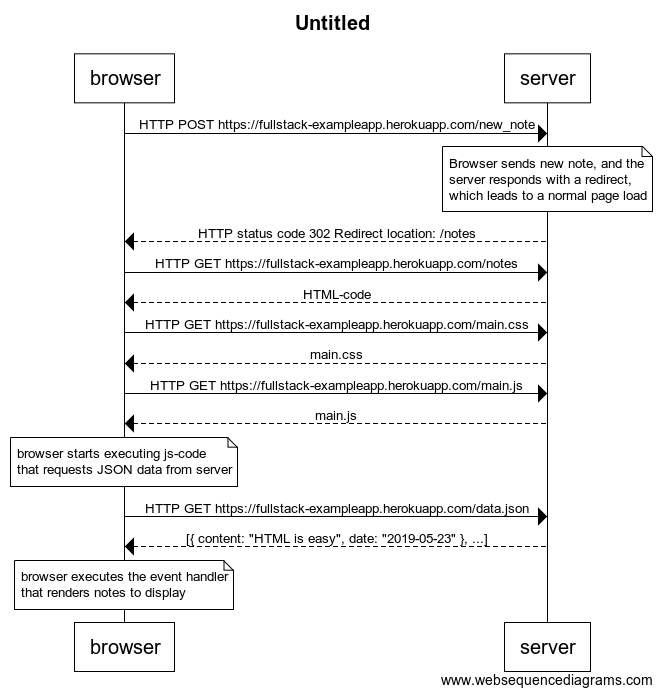 Untitled
browser
server
HTTP POST https://fullstack-exampleapp.herokuapp.com/new_note
Browser sends new note, and the
server responds with a redirect,
which leads to a normal page load
HTTP status code 302 Redirect location: /notes
HTTP GET https://fullstack-exampleapp.herokuapp.com/notes
HTML-code
HTTP GET https://fullstack-exampleapp.herokuapp.com/main.css
main.css
HTTP GET https://fullstack-exampleapp.herokuapp.com/main.js
main.js
browser starts executing js-code
that requests JSON data from server
HTTP GET https://fullstack-exampleapp.herokuapp.com/data.json
[{ content: "HTML is easy", date: "2019-05-23" }, ...]
browser executes the event handler
that renders notes to display
browser
server
www.websequencediagrams.com